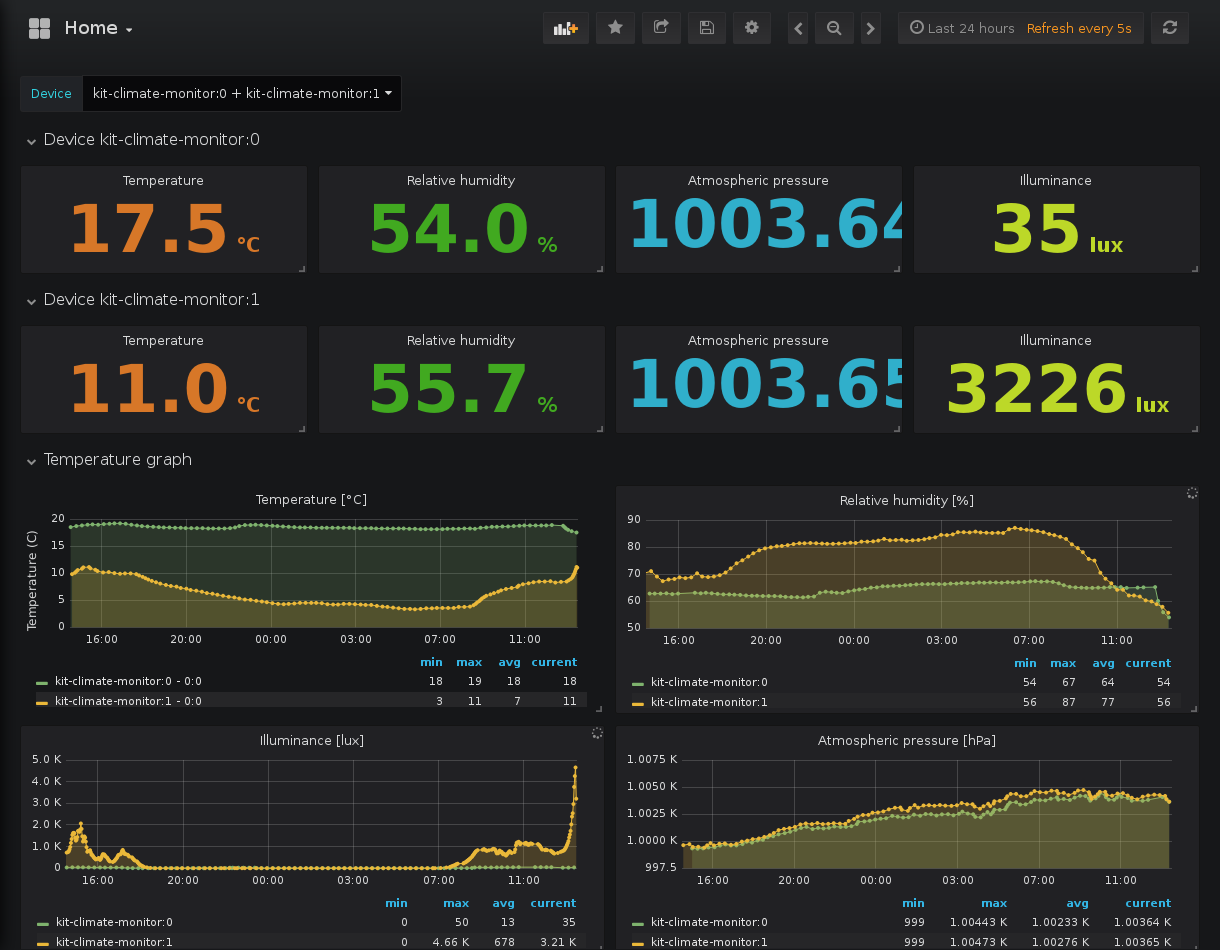 Home
Last 24 hours Refresh every 5s
Device kit-climate-monitor:0 + kit-climate-monitor:1
Device kit-climate-monitor:0
Temperature Relative humidity Atmospheric pressure Illuminance
17.5 °C 54.0 % 1003.64 35 lux
Device kit-climate-monitor:1
Temperature Relative humidity Atmospheric pressure Illuminance
11.0 °C 55.7 % 1003.65 3226 lux
Temperature graph
Temperature [°C]
Temperature (C)
20
15
10
5
0
16:00 20:00 00:00 03:00 07:00 11:00
min max avg current
kit-climate-monitor:0 - 0:0 18 19 18 18
kit-climate-monitor:1 - 0:0 3 11 7 11
Relative humidity [%]
90
80
70
60
50
16:00 20:00 00:00 03:00 07:00 11:00
min max avg current
kit-climate-monitor:0 54 67 64 54
kit-climate-monitor:1 56 87 77 56
Illuminance [lux]
5.0 K
4.0 K
3.0 K
2.0 K
1.0 K
0
16:00 20:00 00:00 03:00 07:00 11:00
min max avg current
kit-climate-monitor:0 0 50 13 35
kit-climate-monitor:1 0 4.66 K 678 3.21 K
Atmospheric pressure [hPa]
1.0075 K
1.0050 K
1.0025 K
1.0000 K
997.5
16:00 20:00 00:00 03:00 07:00 11:00
min max avg current
kit-climate-monitor:0 999 1.00443 K 1.00233 K 1.00364 K
kit-climate-monitor:1 999 1.00473 K 1.00276 K 1.00365 K